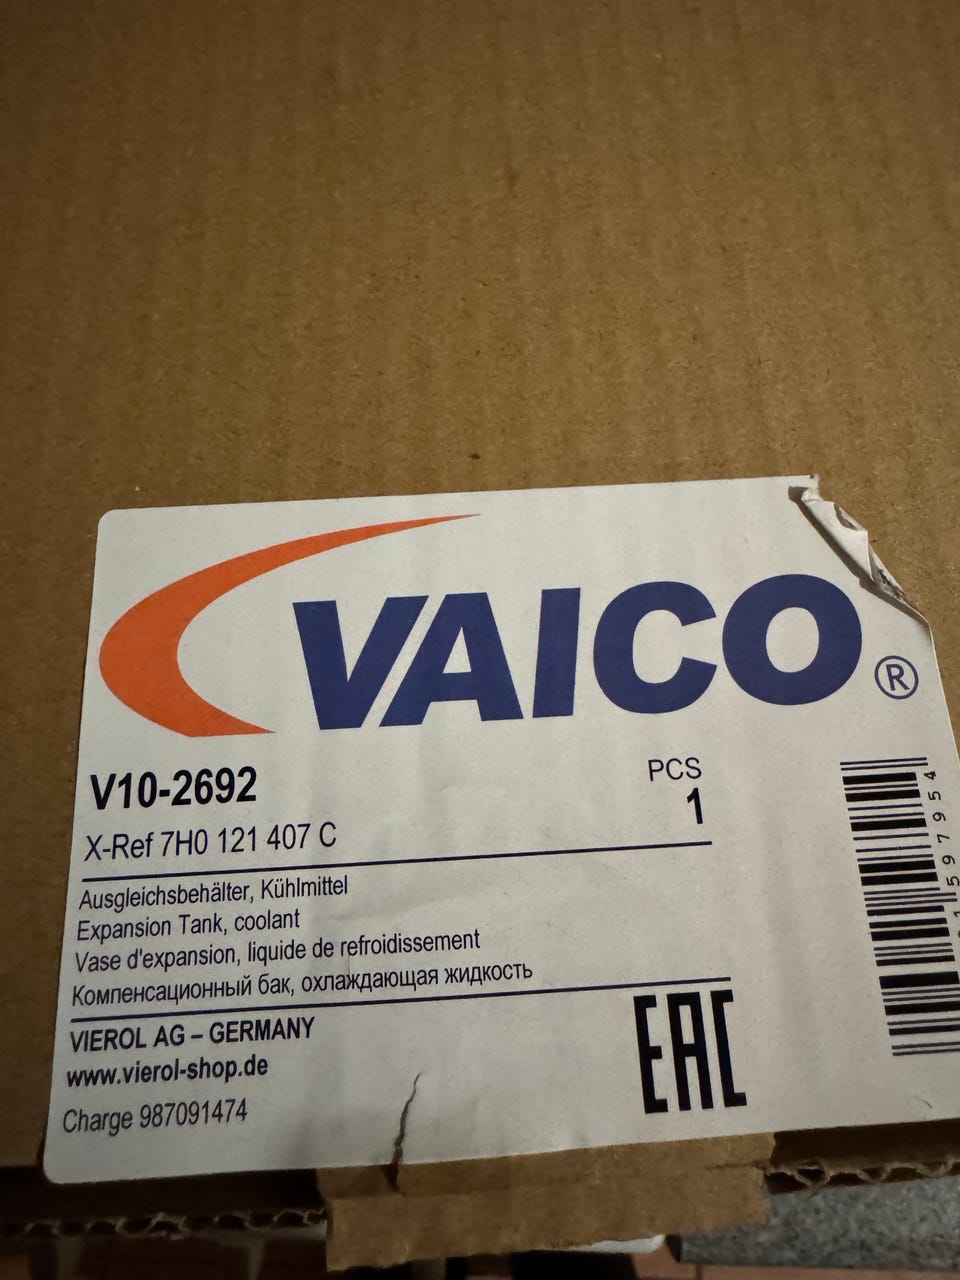 VAICO®
V10-2692
PCS
1
X-Ref 7H0 121 407 C
Ausgleichsbehälter, Kühlmittel
Expansion Tank, coolant
Vase d'expansion, liquide de refroidissement
Компенсационный бак, охлаждающая жидкость
VIEROL AG – GERMANY
www.vierol-shop.de
Charge 987091474
EAC
597954